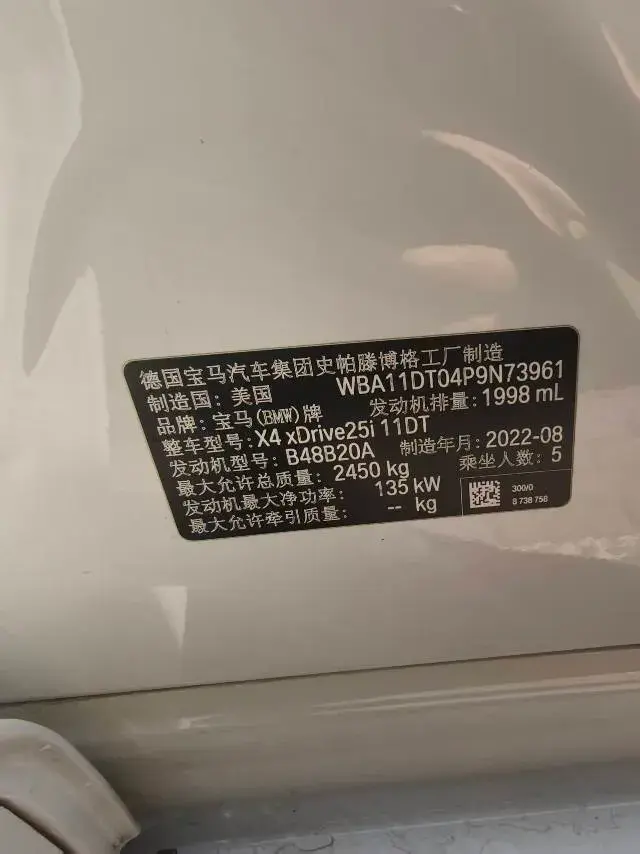 德国宝马汽车集团史帕滕博格工厂制造
制造国: 美国 WBA11DT04P9N73961
品牌: 宝马(BMW)牌 发动机排量: 1998 mL
整车型号: X4 xDrive25i 11DT
发动机型号: B48B20A 制造年月: 2022-08
最大允许总质量: 2450 kg 乘坐人数: 5
发动机最大净功率: 135 kW
最大允许牵引质量: -- kg
300/0
8 738 758